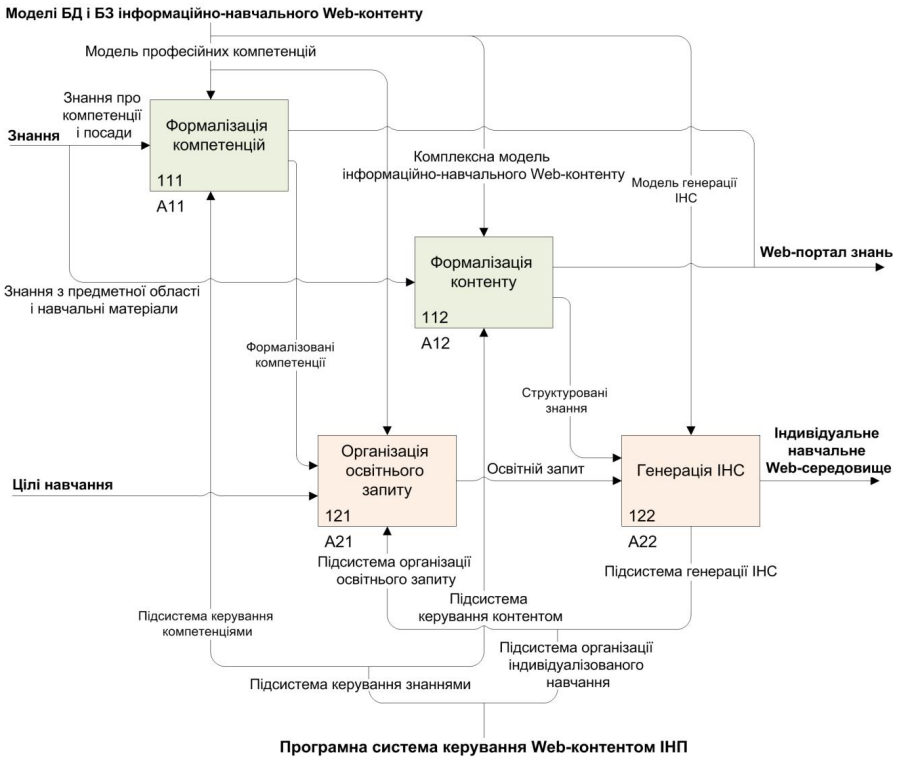 Моделі БД і БЗ інформаційно-навчального Web-контенту
Модель професійних компетенцій
Знання про
компетенції
і посади
Знання
Формалізація
компетенцій
111
А11
Комплексна модель
інформаційно-навчального Web-контенту
Модель генерації
ІНС
Web-портал знань
Формалізація
контенту
112
А12
Знання з предметної області
і навчальні матеріали
Формалізовані
компетенції
Структуровані
знання
Індивідуальне
навчальне
Web-середовище
Організація
освітнього
запиту
121
А21
Освітній запит
Генерація ІНС
122
А22
Цілі навчання
Підсистема організації
освітнього запиту
Підсистема генерації ІНС
Підсистема керування
компетенціями
Підсистема
керування контентом
Підсистема організації
індивідуалізованого
навчання
Підсистема керування знаннями
Програмна система керування Web-контентом ІНП